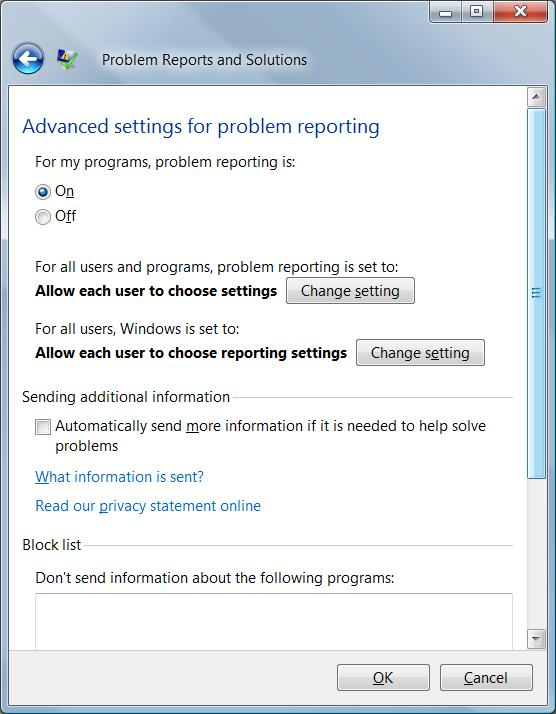 Problem Reports and Solutions
Advanced settings for problem reporting
For my programs, problem reporting is:
On
Off
For all users and programs, problem reporting is set to:
Allow each user to choose settings Change setting
For all users, Windows is set to:
Allow each user to choose reporting settings Change setting
Sending additional information
Automatically send more information if it is needed to help solve
problems
What information is sent?
Read our privacy statement online
Block list
Don't send information about the following programs:
OK Cancel